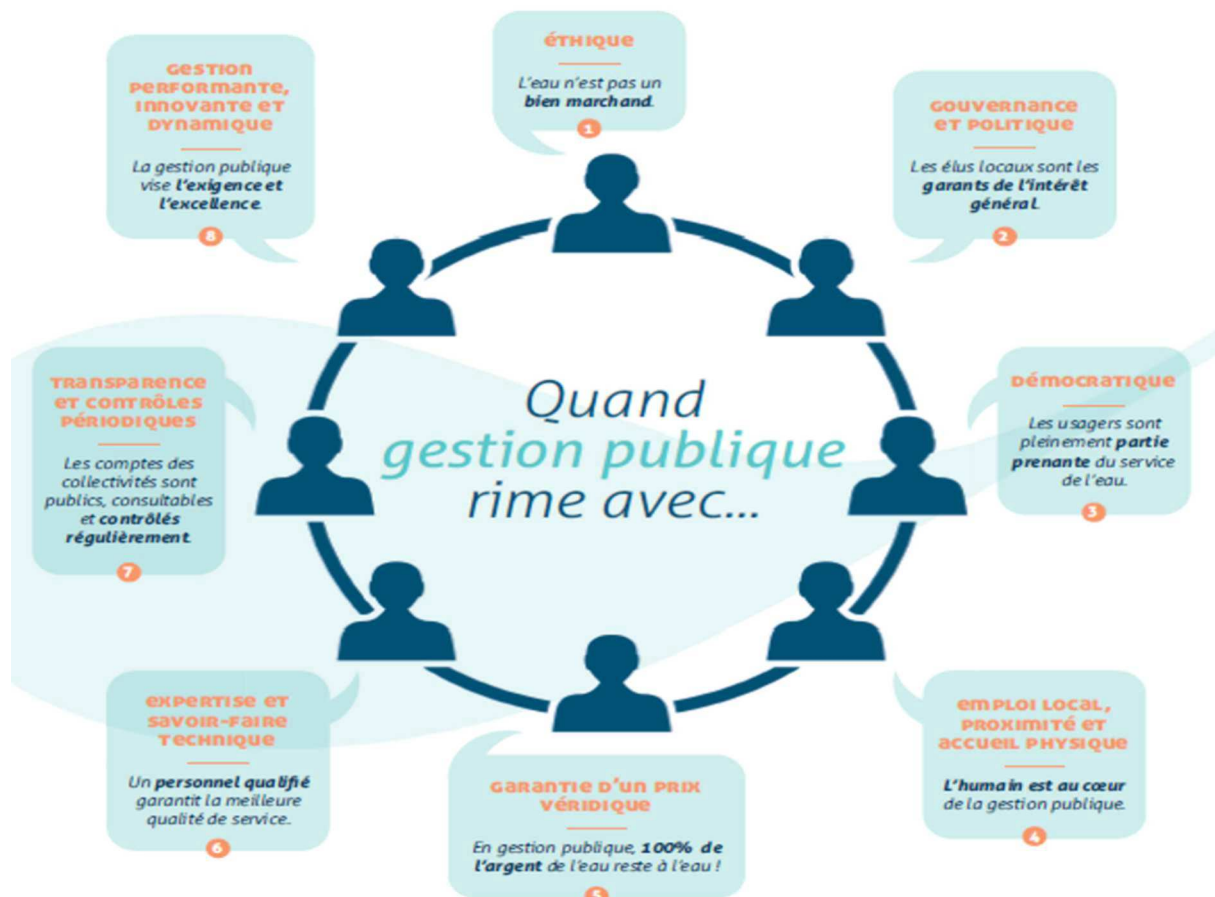 Quand
gestion publique
rime avec...
ÉTHIQUE
L'eau n'est pas un
bien marchand.
1
GOUVERNANCE
ET POLITIQUE
Les élus locaux sont les
garants de l'intérêt
général.
2
DÉMOCRATIQUE
Les usagers sont
pleinement partie
prenante du service
de l'eau.
3
EMPLOI LOCAL,
PROXIMITÉ ET
ACCUEIL PHYSIQUE
L'humain est au cœur
de la gestion publique.
4
GARANTIE D'UN PRIX
VÉRIDIQUE
En gestion publique, 100% de
l'argent de l'eau reste à l'eau !
5
EXPERTISE ET
SAVOIR-FAIRE
TECHNIQUE
Un personnel qualifié
garantit la meilleure
qualité de service.
6
TRANSPARENCE
ET CONTRÔLES
PÉRIODIQUES
Les comptes des
collectivités sont
publics, consultables
et contrôlés
régulièrement.
7
GESTION
PERFORMANTE,
INNOVANTE ET
DYNAMIQUE
La gestion publique
vise l'exigence et
l'excellence.
8